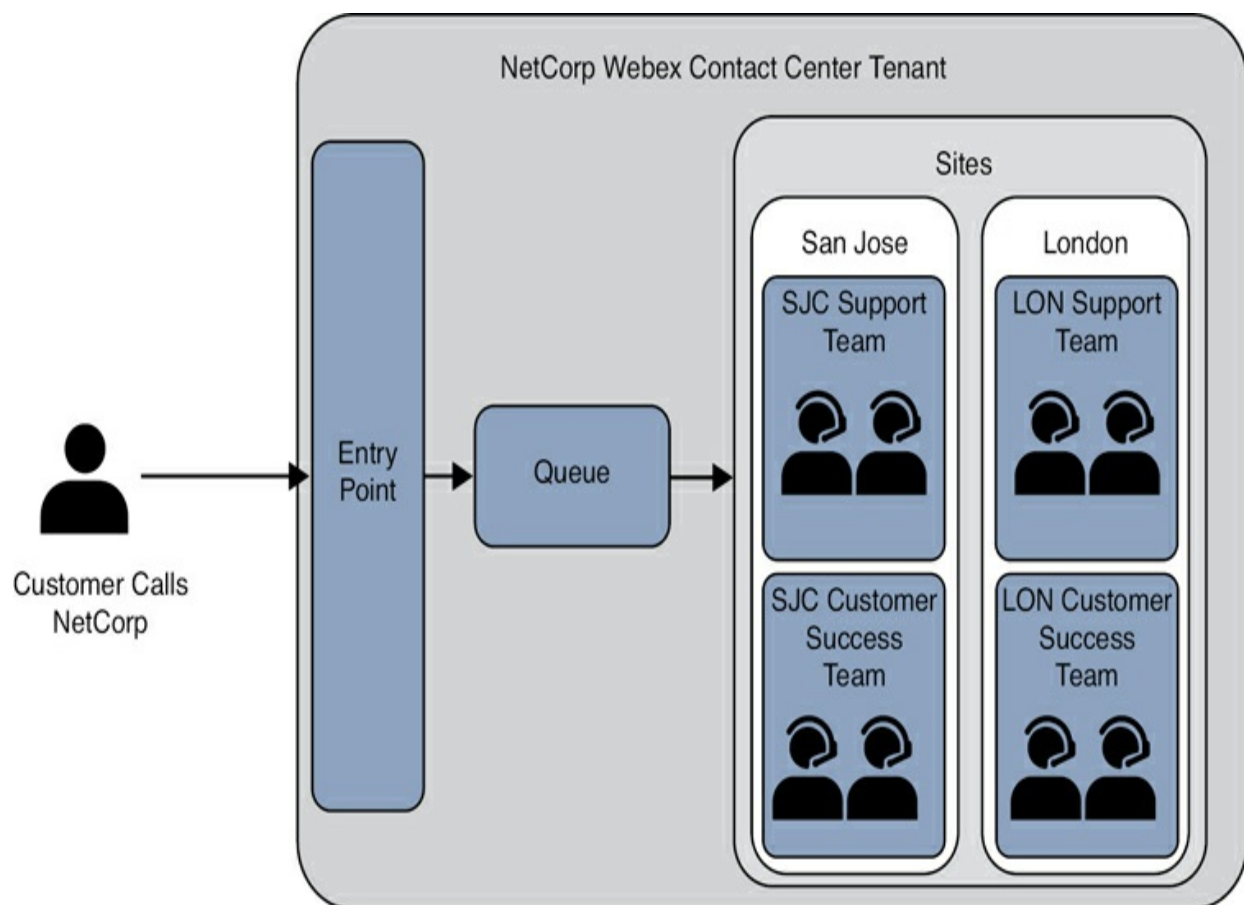 NetCorp Webex Contact Center Tenant
Sites
San Jose
London
SJC Support
Team
LON Support
Team
Entry
Point
Queue
Customer Calls
NetCorp
SJC Customer
Success
Team
LON Customer
Success
Team